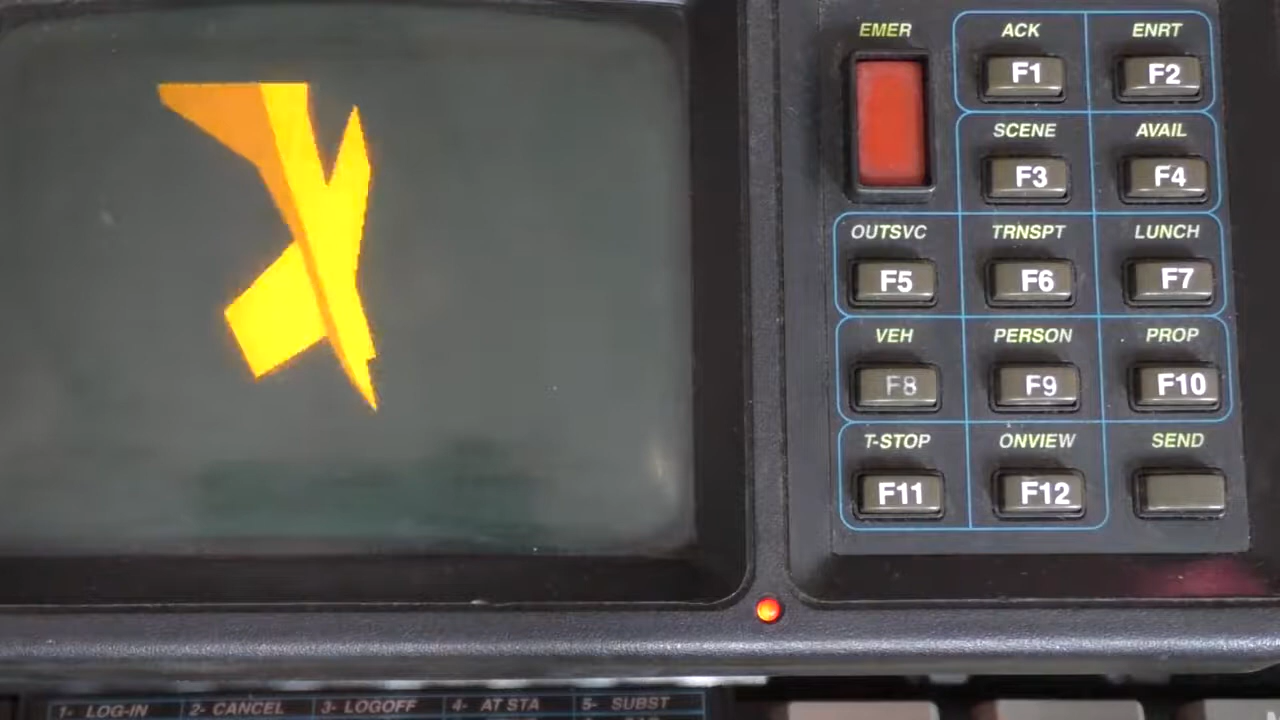 EMER ACK ENRT
F1 F2
SCENE AVAIL
F3 F4
OUTSVC TRNSPT LUNCH
F5 F6 F7
VEH PERSON PROP
F8 F9 F10
T-STOP ONVIEW SEND
F11 F12
1- LOG-IN 2- CANCEL 3- LOGOFF 4- AT STA 5- SUBST